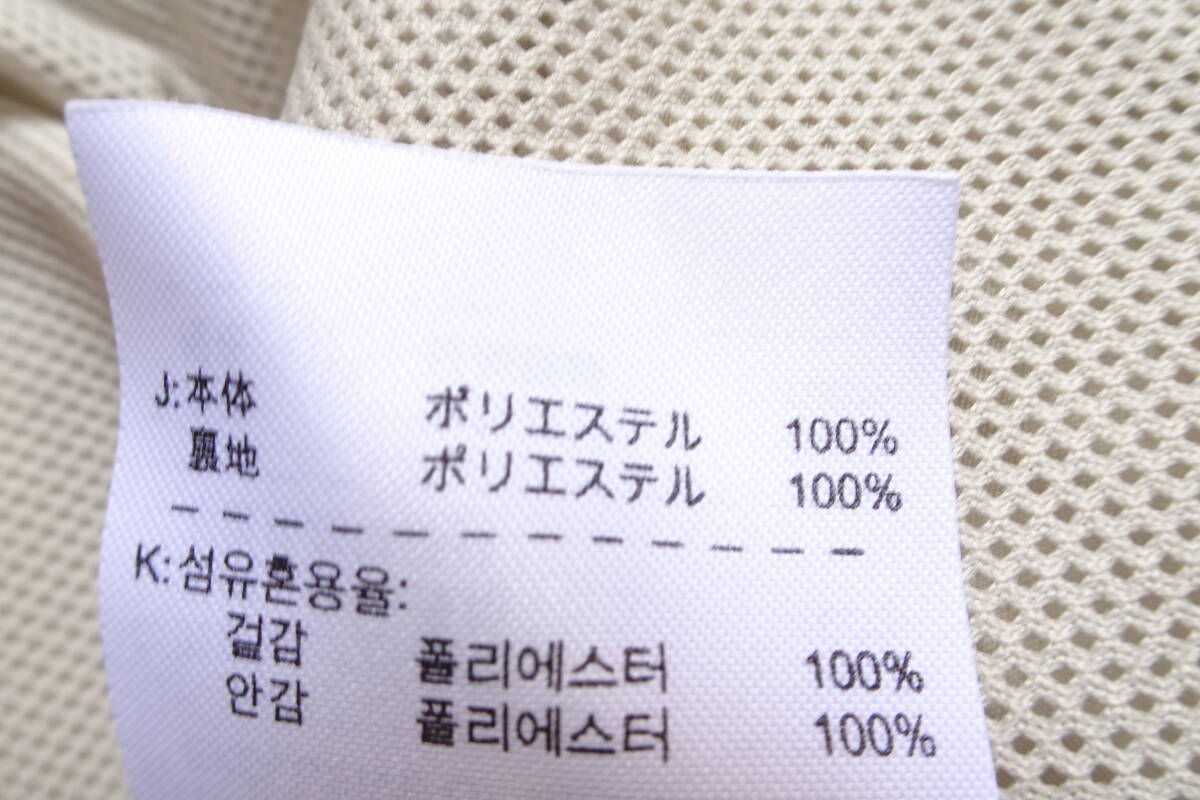 J:本体 ポリエステル 100%
裏地 ポリエステル 100%
K:섬유혼용율:
겉감 폴리에스터 100%
안감 폴리에스터 100%